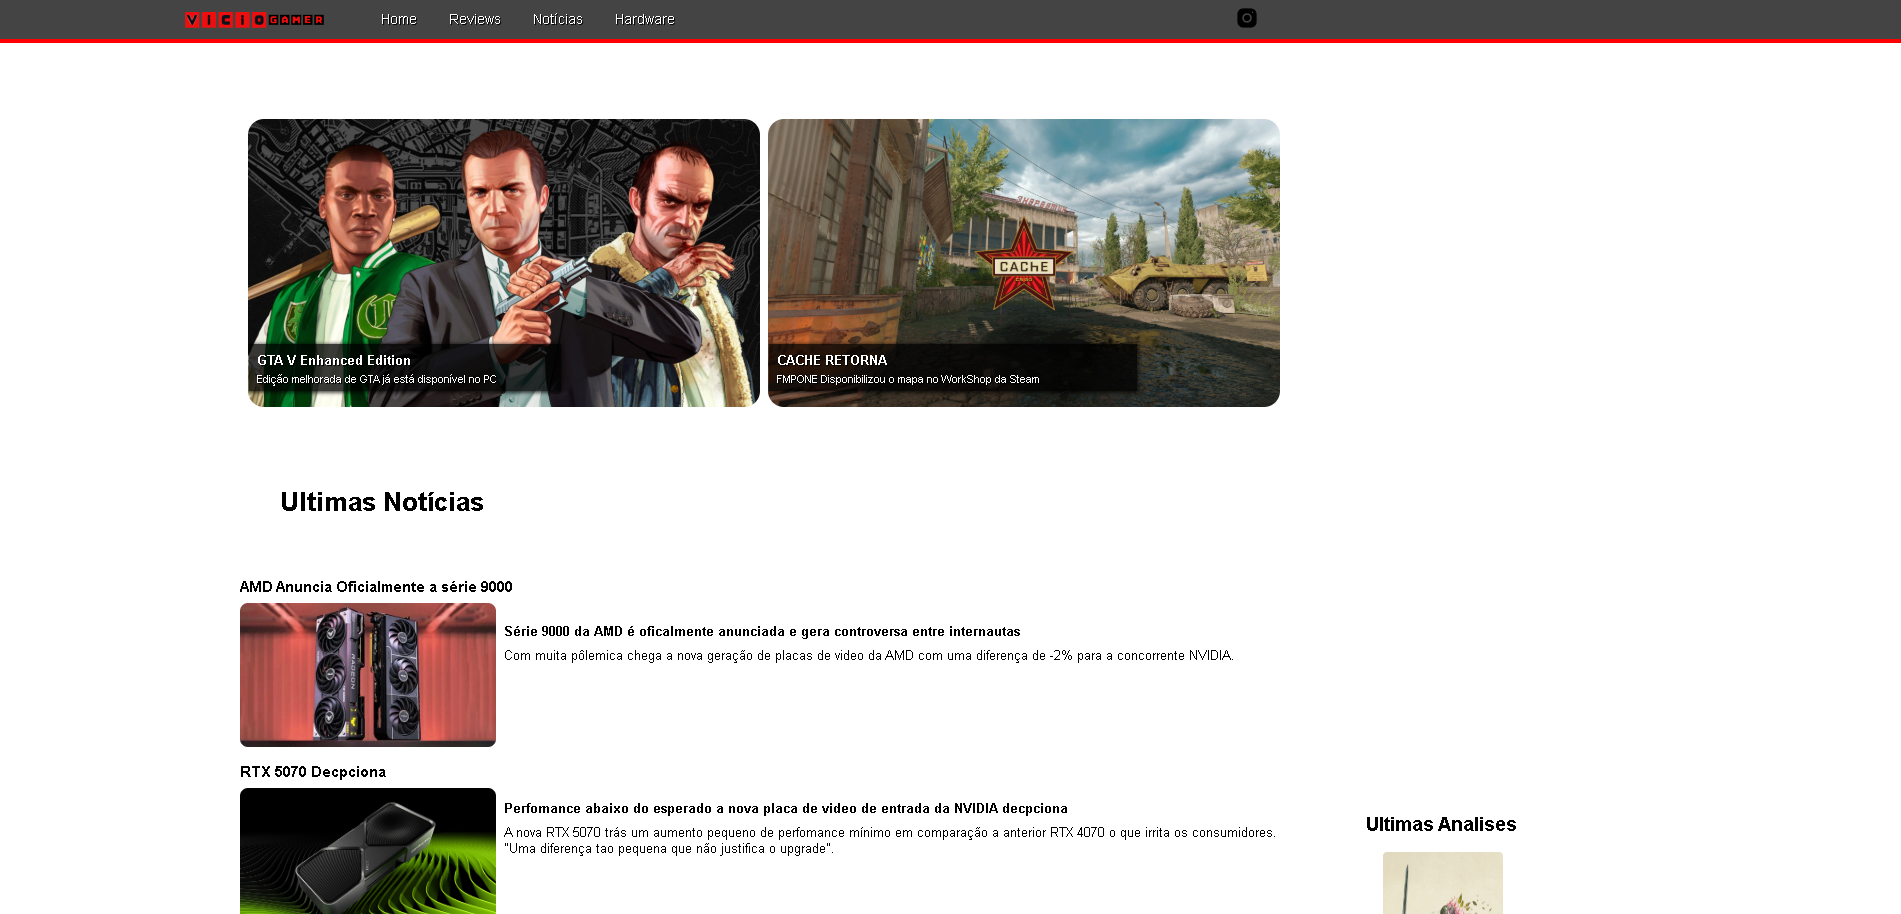 VICIOGAMER
Home
Reviews
Notícias
Hardware
CACHE
GTA V Enhanced Edition
Edição melhorada de GTA já está disponível no PC
CACHE RETORNA
FMPONE Disponibilizou o mapa no WorkShop da Steam
Ultimas Notícias
AMD Anuncia Oficialmente a série 9000
RADEON
Série 9000 da AMD é oficalmente anunciada e gera controversa entre internautas
Com muita pôlemica chega a nova geração de placas de video da AMD com uma diferença de -2% para a concorrente NVIDIA.
RTX 5070 Decpciona
Perfomance abaixo do esperado a nova placa de video de entrada da NVIDIA decpciona
A nova RTX 5070 trás um aumento pequeno de perfomance mínimo em comparação a anterior RTX 4070 o que irrita os consumidores.
"Uma diferença tao pequena que não justifica o upgrade".
Ultimas Analises